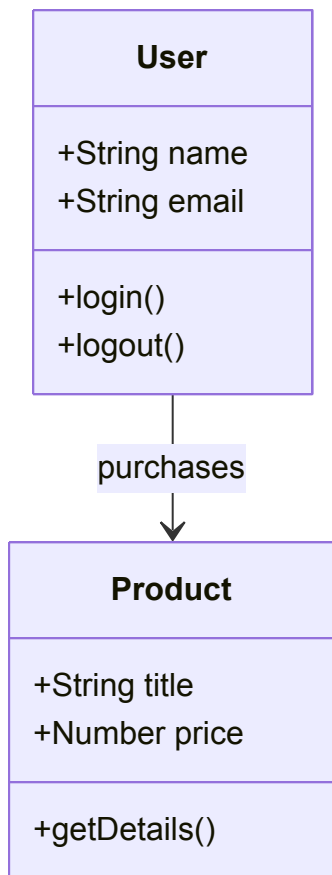 User
+String name
+String email
+login()
+logout()
purchases
Product
+String title
+Number price
+getDetails()